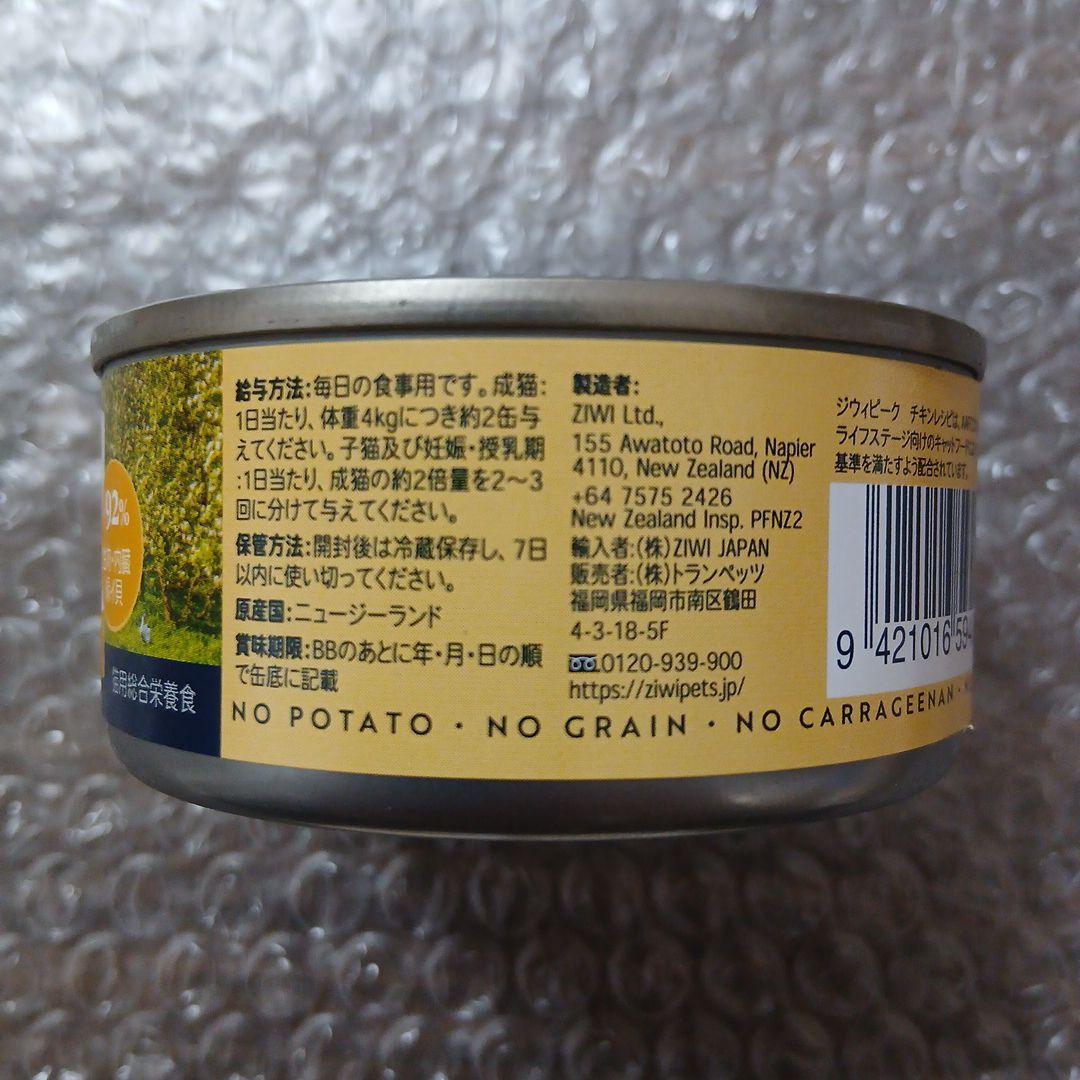 92%
猫用総合栄養食
給与方法:毎日の食事用です。成猫:
1日当たり、体重4kgにつき約2缶与
えてください。子猫及び妊娠・授乳期
:1日当たり、成猫の約2倍量を2〜3
回に分けて与えてください。
保管方法:開封後は冷蔵保存し、7日
以内に使い切ってください。
原産国:ニュージーランド
賞味期限:BBのあとに年・月・日の順
で缶底に記載
製造者:
ZIWI Ltd.,
155 Awatoto Road, Napier
4110, New Zealand (NZ)
+64 7575 2426
New Zealand Insp. PFNZ2
輸入者:(株)ZIWI JAPAN
販売者:(株)トランペッツ
福岡県福岡市南区鶴田
4-3-18-5F
0120-939-900
https://ziwipets.jp/
ジウィピーク チキンレシピは、
ライフステージ向けのキャットフード
基準を満たすよう配合されています。
9 421016 59
NO POTATO · NO GRAIN · NO CARRAGEENAN ·